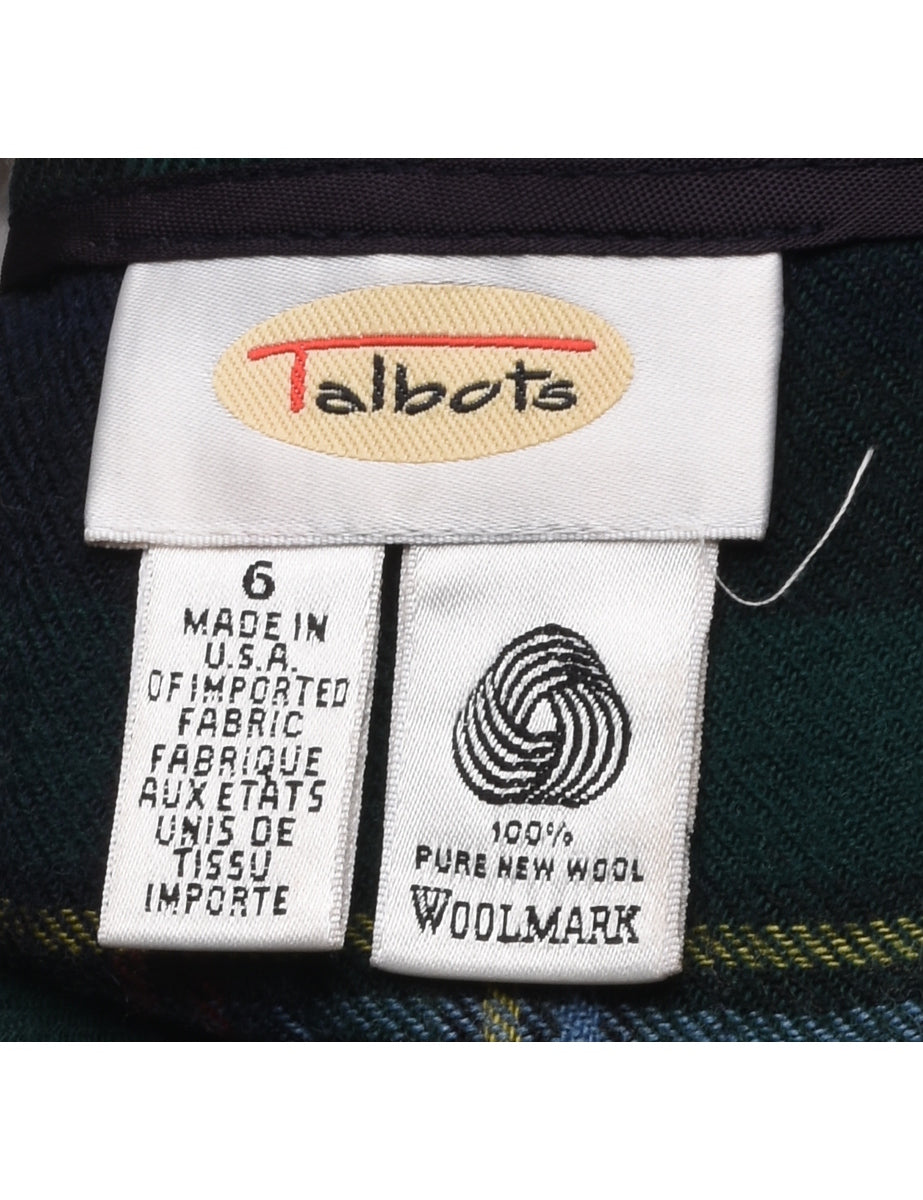 Talbots
6
MADE IN
U.S.A.
OF IMPORTED
FABRIC
FABRIQUE
AUX ETATS
UNIS DE
TISSU
IMPORTE
100%
PURE NEW WOOL
WOOLMARK